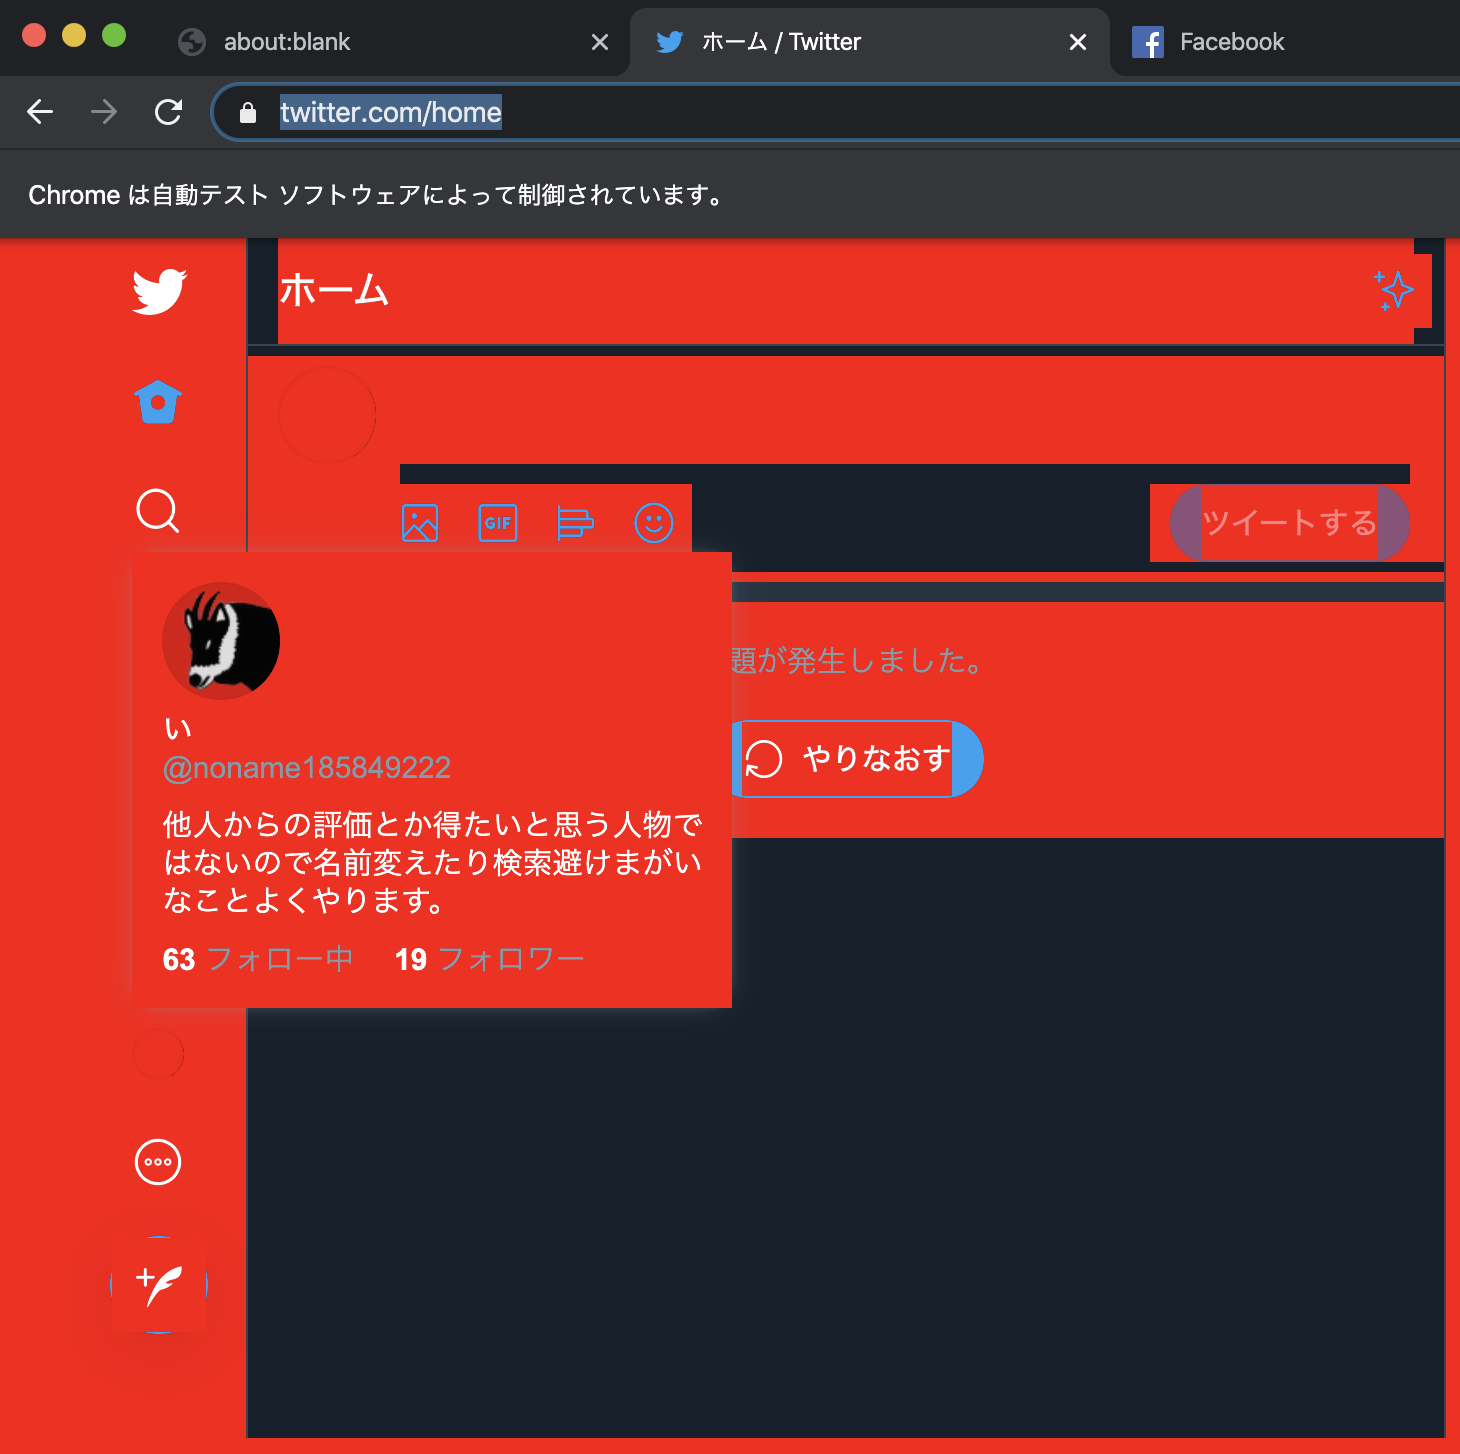 about:blank
ホーム / Twitter
Facebook
twitter.com/home
Chrome は自動テスト ソフトウェアによって制御されています。
ホーム
GIF
ツイートする
題が発生しました。
やりなおす
い
@noname185849222
他人からの評価とか得たいと思う人物で
はないので名前変えたり検索避けまがい
なことよくやります。
63 フォロー中 19 フォロワー